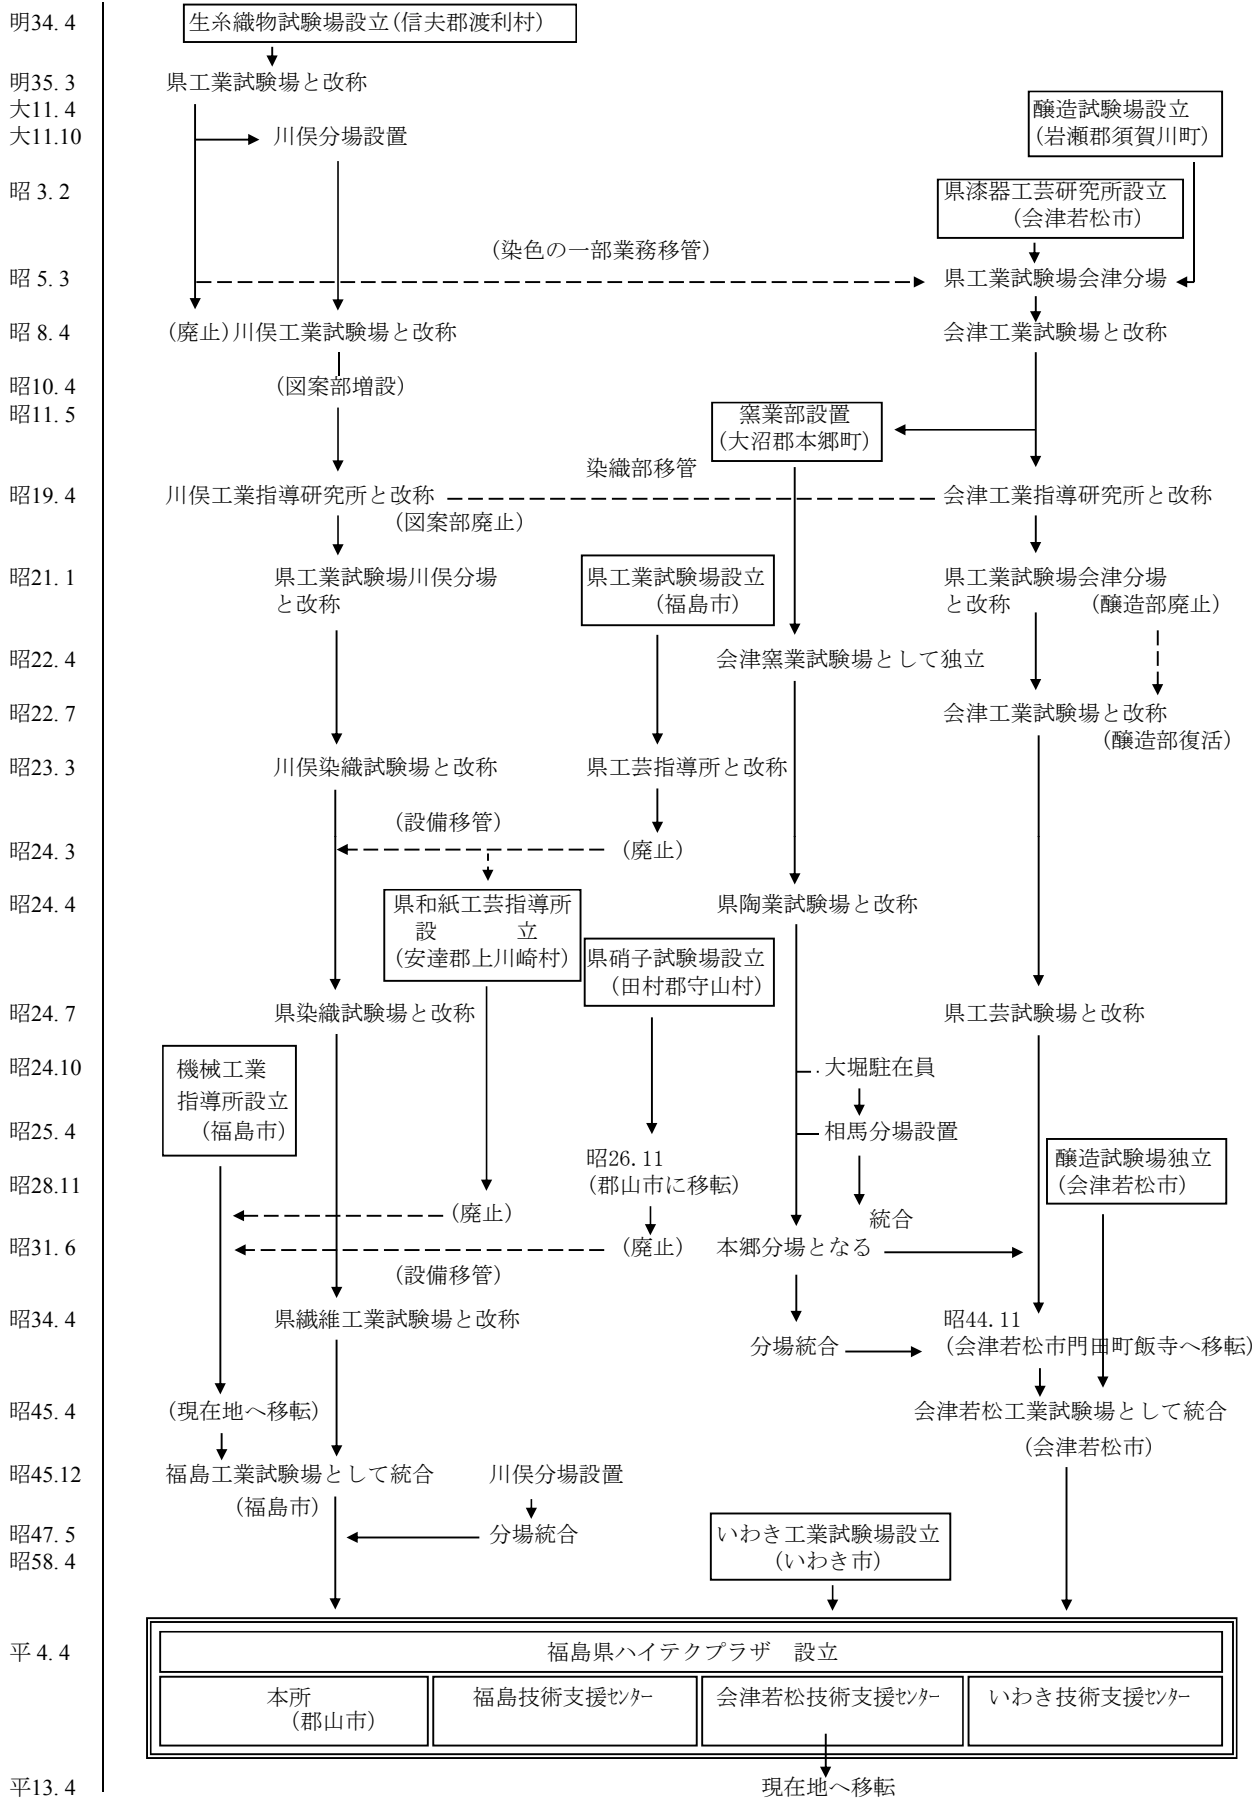 明34. 4
生糸織物試験場設立(信夫郡渡利村)
明35. 3
県工業試験場と改称
大11. 4
醸造試験場設立
(岩瀬郡須賀川町)
大11.10
川俣分場設置
昭 3. 2
県漆器工芸研究所設立
(会津若松市)
(染色の一部業務移管)
昭 5. 3
県工業試験場会津分場
昭 8. 4
(廃止)川俣工業試験場と改称
会津工業試験場と改称
昭10. 4
(図案部増設)
昭11. 5
窯業部設置
(大沼郡本郷町)
染織部移管
昭19. 4
川俣工業指導研究所と改称
会津工業指導研究所と改称
(図案部廃止)
昭21. 1
県工業試験場川俣分場
と改称
県工業試験場設立
(福島市)
県工業試験場会津分場
と改称 (醸造部廃止)
昭22. 4
会津窯業試験場として独立
昭22. 7
会津工業試験場と改称
(醸造部復活)
昭23. 3
川俣染織試験場と改称
県工芸指導所と改称
(設備移管)
昭24. 3
(廃止)
昭24. 4
県和紙工芸指導所
設 立
(安達郡上川崎村)
県陶業試験場と改称
県硝子試験場設立
(田村郡守山村)
昭24. 7
県染織試験場と改称
県工芸試験場と改称
昭24.10
機械工業
指導所設立
(福島市)
大堀駐在員
昭25. 4
相馬分場設置
昭26.11
(郡山市に移転)
醸造試験場独立
(会津若松市)
昭28.11
(廃止)
統合
昭31. 6
(廃止)
本郷分場となる
(設備移管)
昭34. 4
県繊維工業試験場と改称
昭44.11
(会津若松市門田町飯寺へ移転)
分場統合
昭45. 4
(現在地へ移転)
会津若松工業試験場として統合
(会津若松市)
昭45.12
福島工業試験場として統合
(福島市)
川俣分場設置
昭47. 5
分場統合
いわき工業試験場設立
(いわき市)
昭58. 4
平 4. 4
福島県ハイテクプラザ 設立
本所
(郡山市)
福島技術支援ｾﾝﾀｰ
会津若松技術支援ｾﾝﾀｰ
いわき技術支援ｾﾝﾀｰ
平13. 4
現在地へ移転